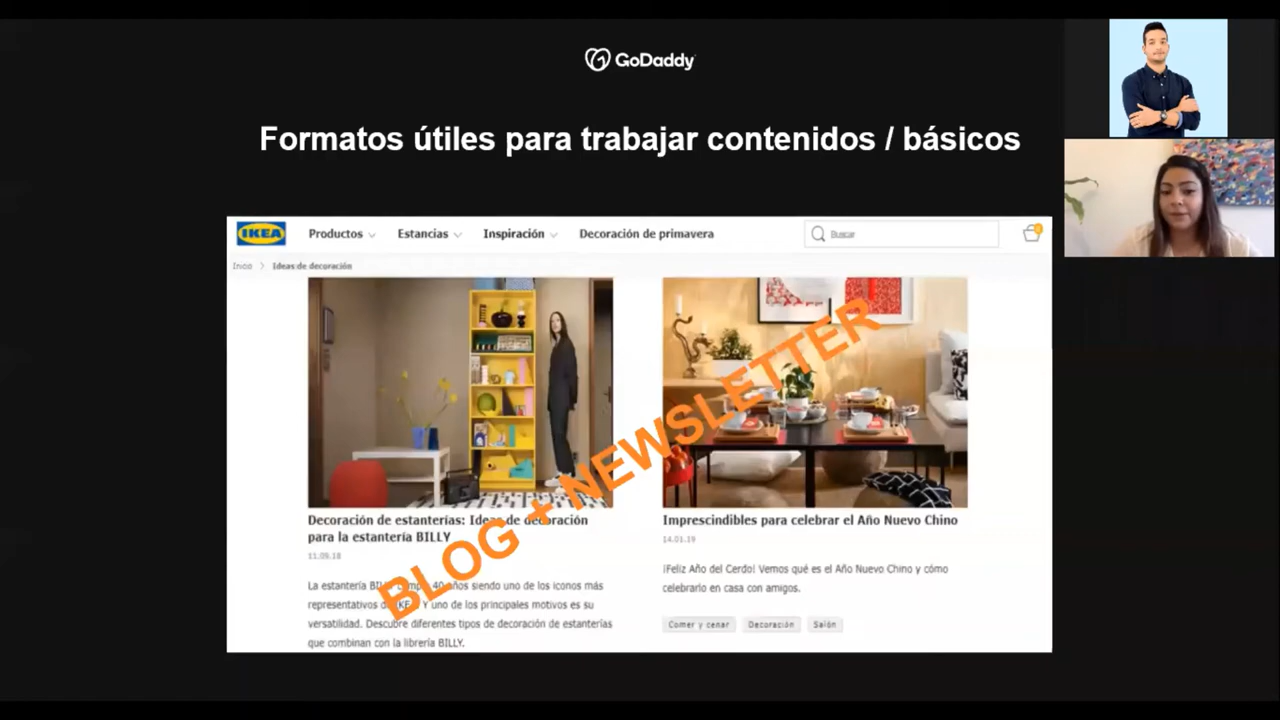 GoDaddy
Formatos útiles para trabajar contenidos / básicos
IKEA
Productos
Estancias
Inspiración
Decoración de primavera
Buscar
0
Inicio > Ideas de decoración
BLOG + NEWSLETTER
Decoración de estanterías: Ideas de decoración
para la estantería BILLY
11.09.18
La estantería BILLY cumple 40 años siendo uno de los iconos más
representativos de IKEA. Y uno de los principales motivos es su
versatilidad. Descubre diferentes tipos de decoración de estanterías
que combinan con la librería BILLY.
Imprescindibles para celebrar el Año Nuevo Chino
14.01.19
¡Feliz Año del Cerdo! Vemos qué es el Año Nuevo Chino y cómo
celebrarlo en casa con amigos.
Comer y cenar
Decoración
Salón